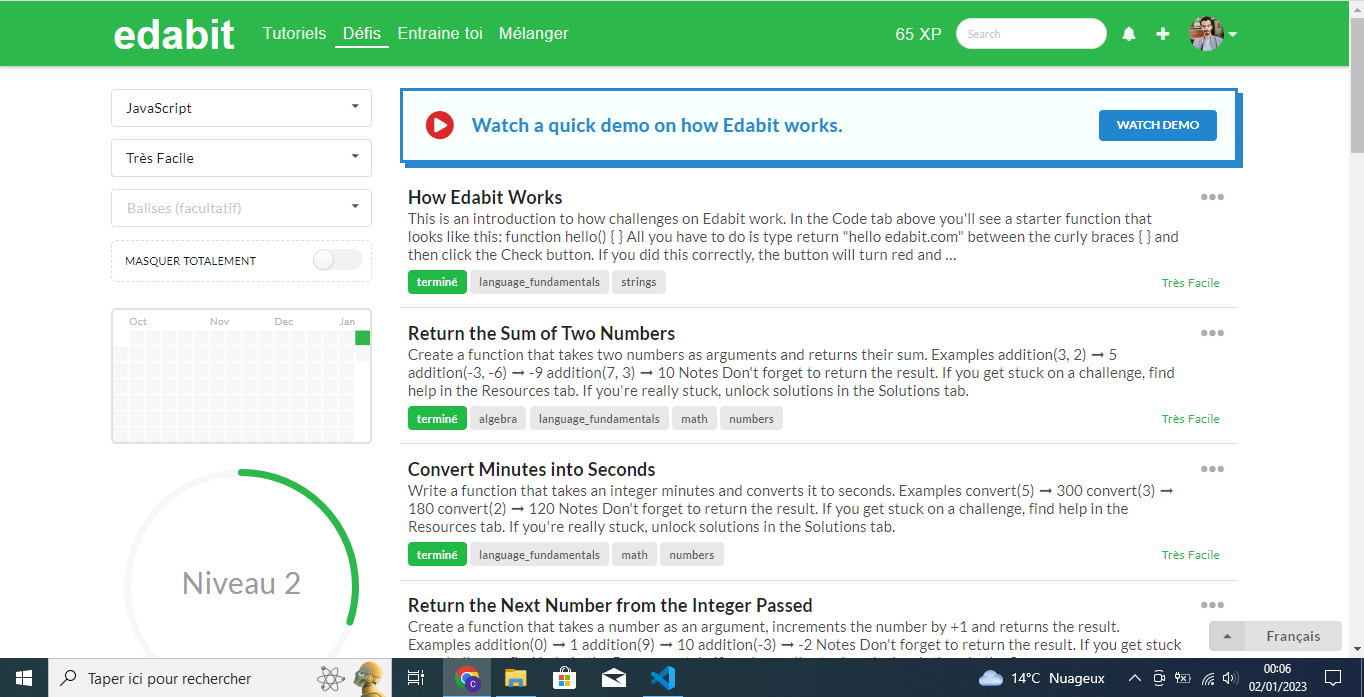 edabit Tutoriels Défis Entraine toi Mélanger 65 XP Search
JavaScript
Très Facile
Balises (facultatif)
MASQUER TOTALEMENT
Oct Nov Dec Jan
Niveau 2
Watch a quick demo on how Edabit works. WATCH DEMO
How Edabit Works
This is an introduction to how challenges on Edabit work. In the Code tab above you'll see a starter function that
looks like this: function hello() { } All you have to do is type return "hello edabit.com" between the curly braces { } and
then click the Check button. If you did this correctly, the button will turn red and ...
terminé language_fundamentals strings Très Facile
Return the Sum of Two Numbers
Create a function that takes two numbers as arguments and returns their sum. Examples addition(3, 2) ➞ 5
addition(-3, -6) ➞ -9 addition(7, 3) ➞ 10 Notes Don't forget to return the result. If you get stuck on a challenge, find
help in the Resources tab. If you're really stuck, unlock solutions in the Solutions tab.
terminé algebra language_fundamentals math numbers Très Facile
Convert Minutes into Seconds
Write a function that takes an integer minutes and converts it to seconds. Examples convert(5) ➞ 300 convert(3) ➞
180 convert(2) ➞ 120 Notes Don't forget to return the result. If you get stuck on a challenge, find help in the
Resources tab. If you're really stuck, unlock solutions in the Solutions tab.
terminé language_fundamentals math numbers Très Facile
Return the Next Number from the Integer Passed
Create a function that takes a number as an argument, increments the number by +1 and returns the result.
Examples addition(0) ➞ 1 addition(9) ➞ 10 addition(-3) ➞ -2 Notes Don't forget to return the result. If you get stuck
Français
Taper ici pour rechercher
14°C Nuageux
00:06
02/01/2023